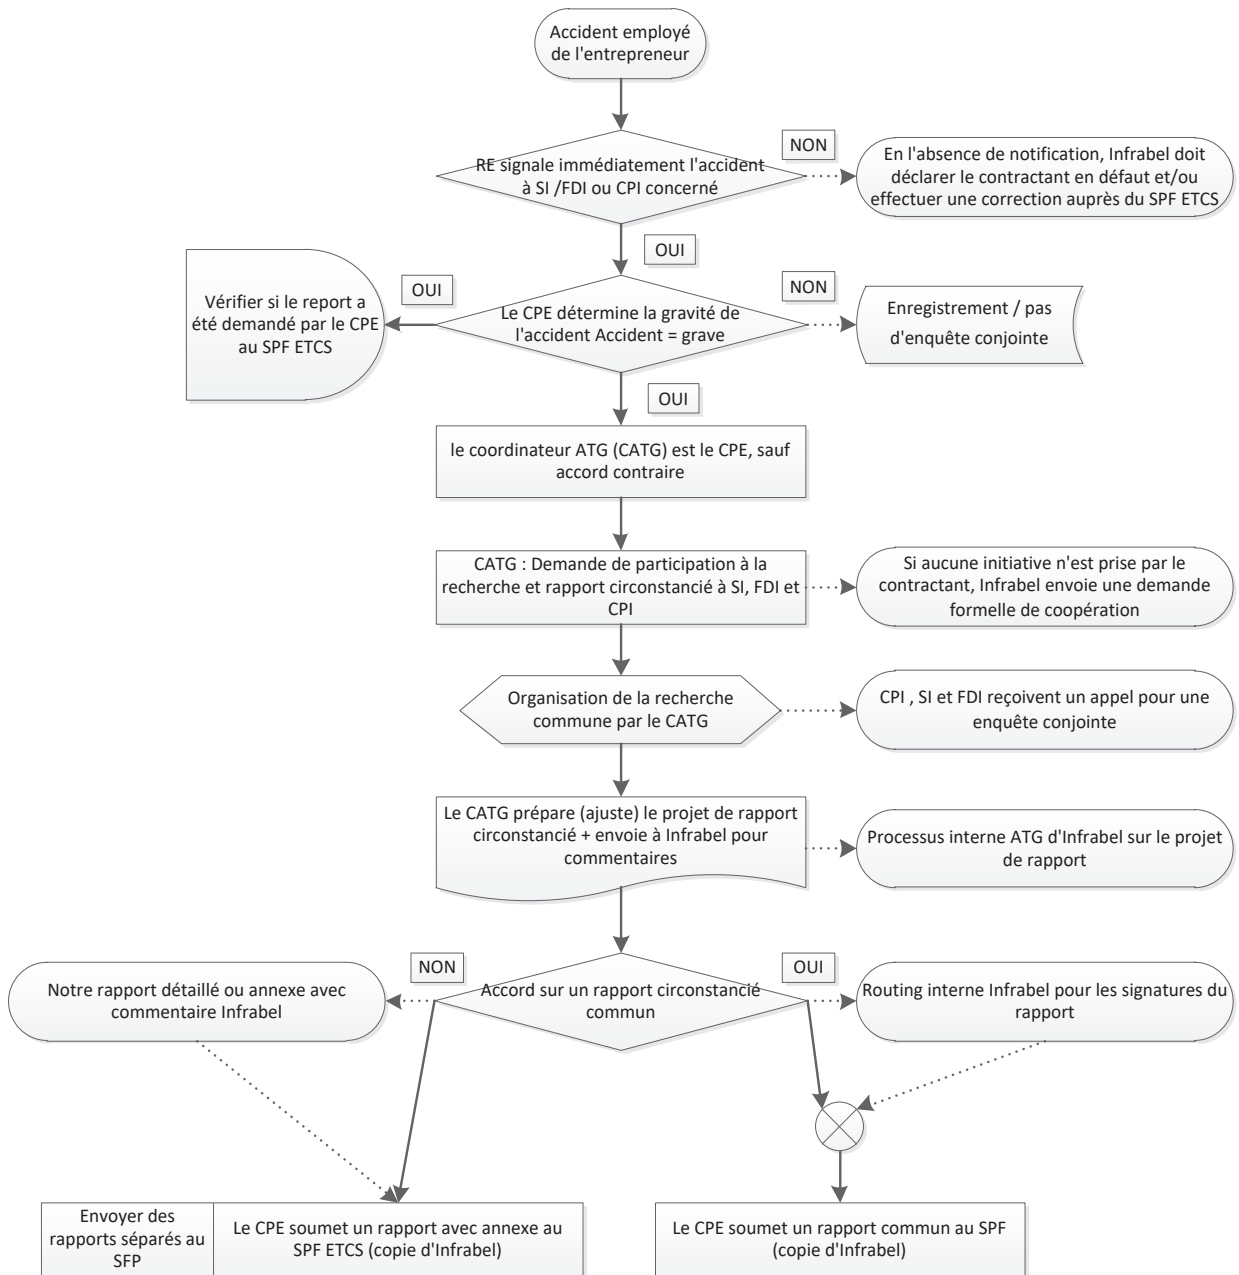 Accident employé
de l'entrepreneur
RE signale immédiatement l'accident
à SI /FDI ou CPI concerné
NON
En l'absence de notification, Infrabel doit
déclarer le contractant en défaut et/ou
effectuer une correction auprès du SPF ETCS
OUI
Vérifier si le report a
été demandé par le CPE
au SPF ETCS
OUI
Le CPE détermine la gravité de
l'accident Accident = grave
NON
Enregistrement / pas
d'enquête conjointe
OUI
le coordinateur ATG (CATG) est le CPE, sauf
accord contraire
CATG : Demande de participation à la
recherche et rapport circonstancié à SI, FDI et
CPI
Si aucune initiative n'est prise par le
contractant, Infrabel envoie une demande
formelle de coopération
Organisation de la recherche
commune par le CATG
CPI , SI et FDI reçoivent un appel pour une
enquête conjointe
Le CATG prépare (ajuste) le projet de rapport
circonstancié + envoie à Infrabel pour
commentaires
Processus interne ATG d'Infrabel sur le projet
de rapport
NON
OUI
Notre rapport détaillé ou annexe avec
commentaire Infrabel
Accord sur un rapport circonstancié
commun
Routing interne Infrabel pour les signatures du
rapport
Envoyer des
rapports séparés au
SFP
Le CPE soumet un rapport avec annexe au
SPF ETCS (copie d'Infrabel)
Le CPE soumet un rapport commun au SPF
(copie d'Infrabel)